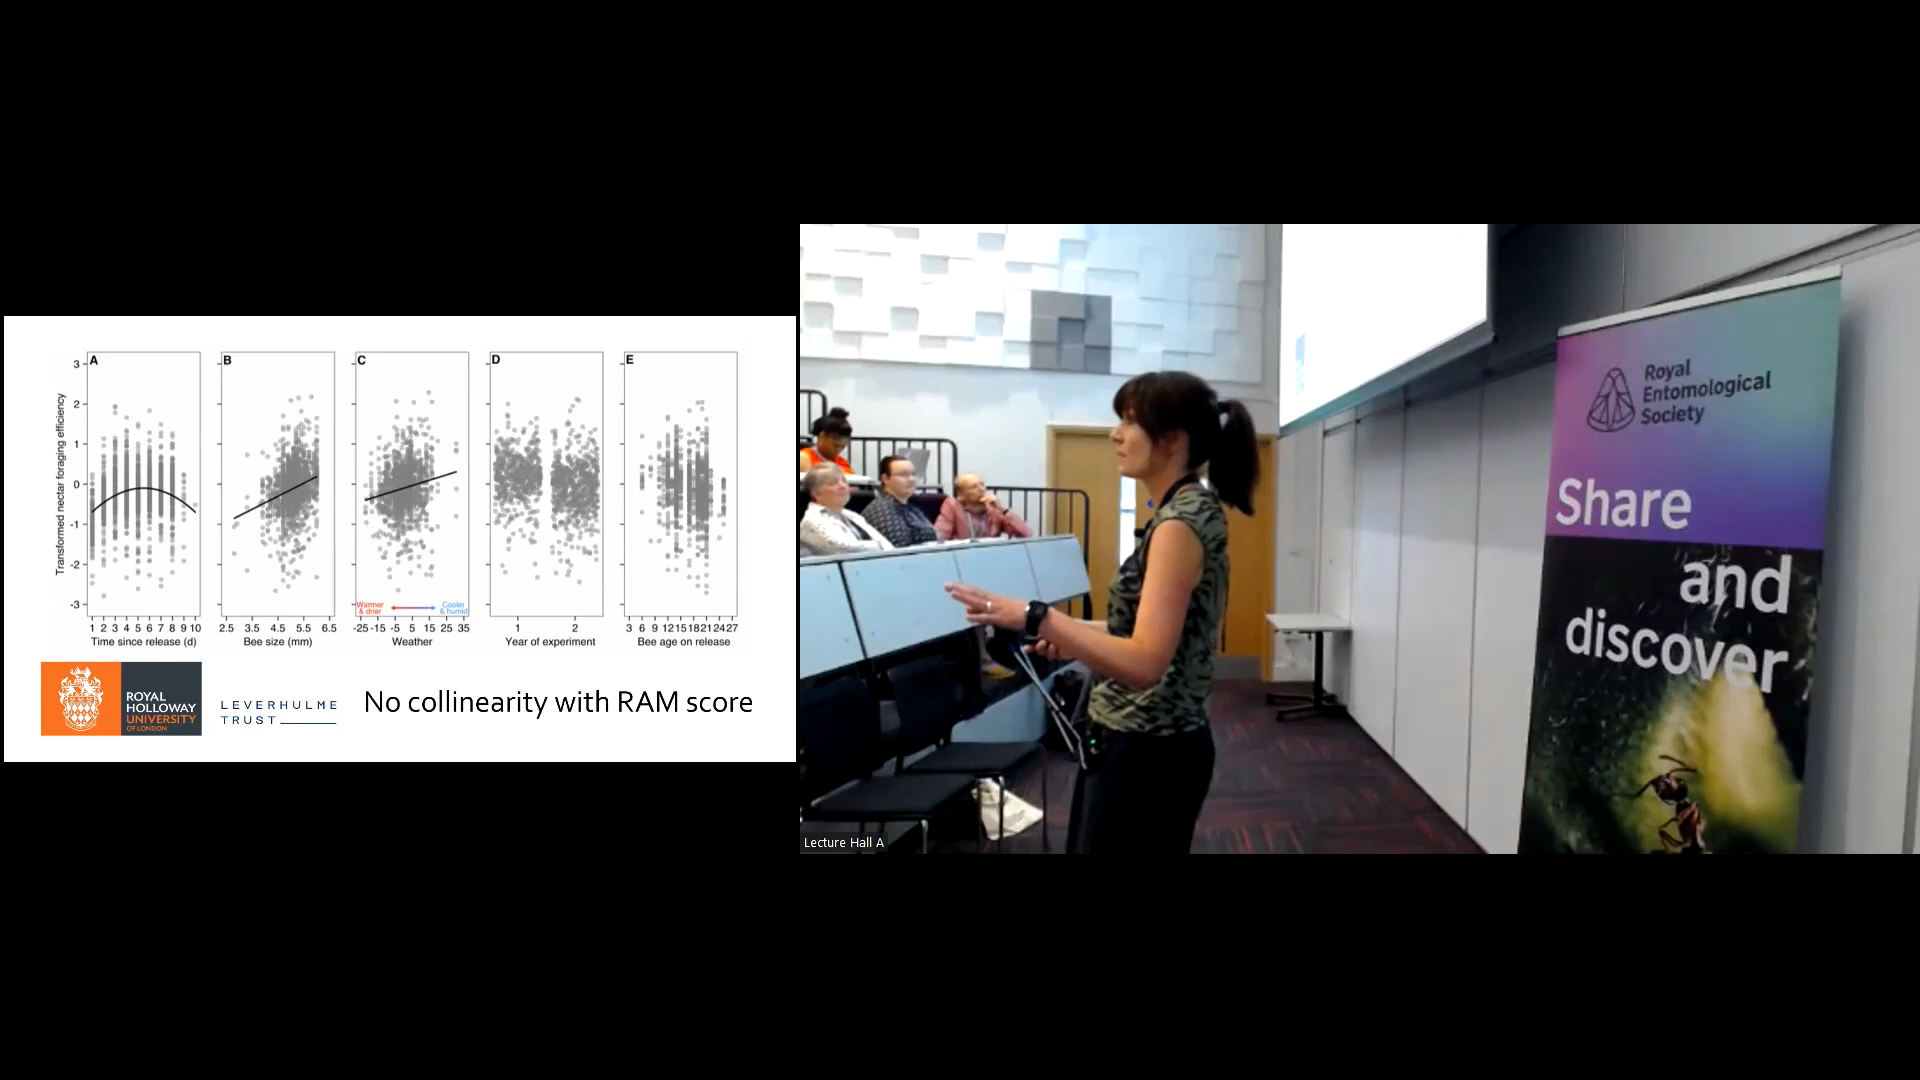 A
B
C
D
E
Transformed nectar foraging efficiency
3
2
1
0
-1
-2
-3
Warmer & drier
Cooler & humid
1 2 3 4 5 6 7 8 9 10
2.5 3.5 4.5 5.5 6.5
-25 -15 -5 5 15 25 35
1 2
3 6 9 12 15 18 21 24 27
Time since release (d)
Bee size (mm)
Weather
Year of experiment
Bee age on release
ROYAL
HOLLOWAY
UNIVERSITY
OF LONDON
LEVERHULME
TRUST
No collinearity with RAM score
Royal
Entomological
Society
Share
and
discover
Lecture Hall A